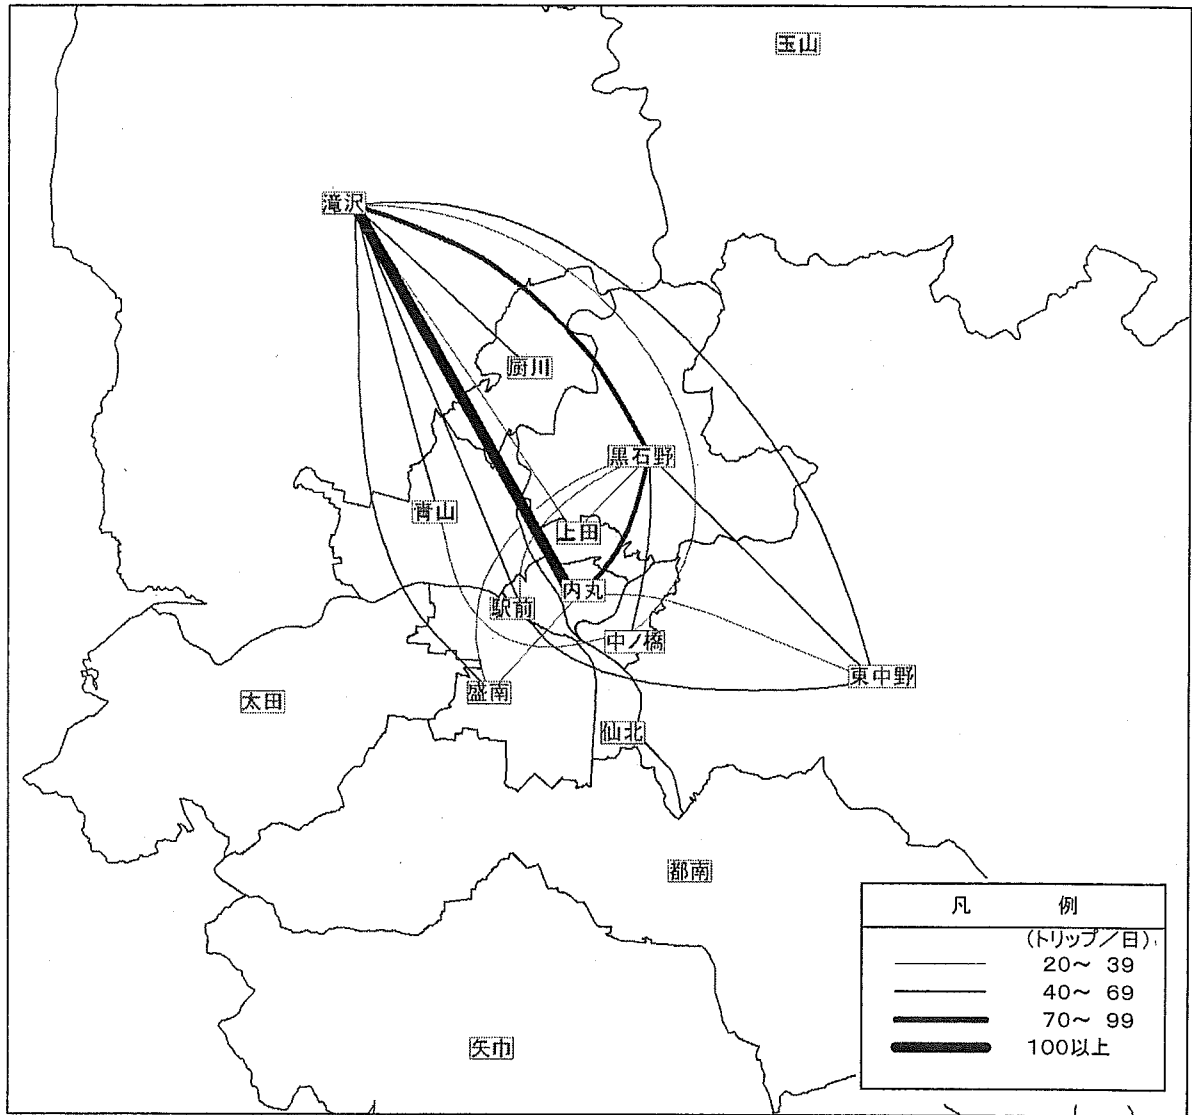 玉山
滝沢
厨川
黒石野
青山
上田
内丸
駅前
中ノ橋
東中野
盛南
太田
仙北
都南
矢巾
凡 例
(トリップ/日)
20~ 39
40~ 69
70~ 99
100以上